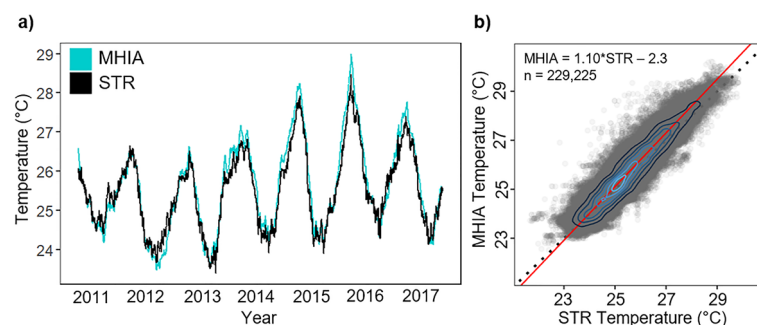 a)
MHIA
STR
29
28
27
26
25
24
Temperature (°C)
2011 2012 2013 2014 2015 2016 2017
Year
b)
MHIA = 1.10*STR – 2.3
n = 229,225
29
27
25
23
MHIA Temperature (°C)
23 25 27 29
STR Temperature (°C)